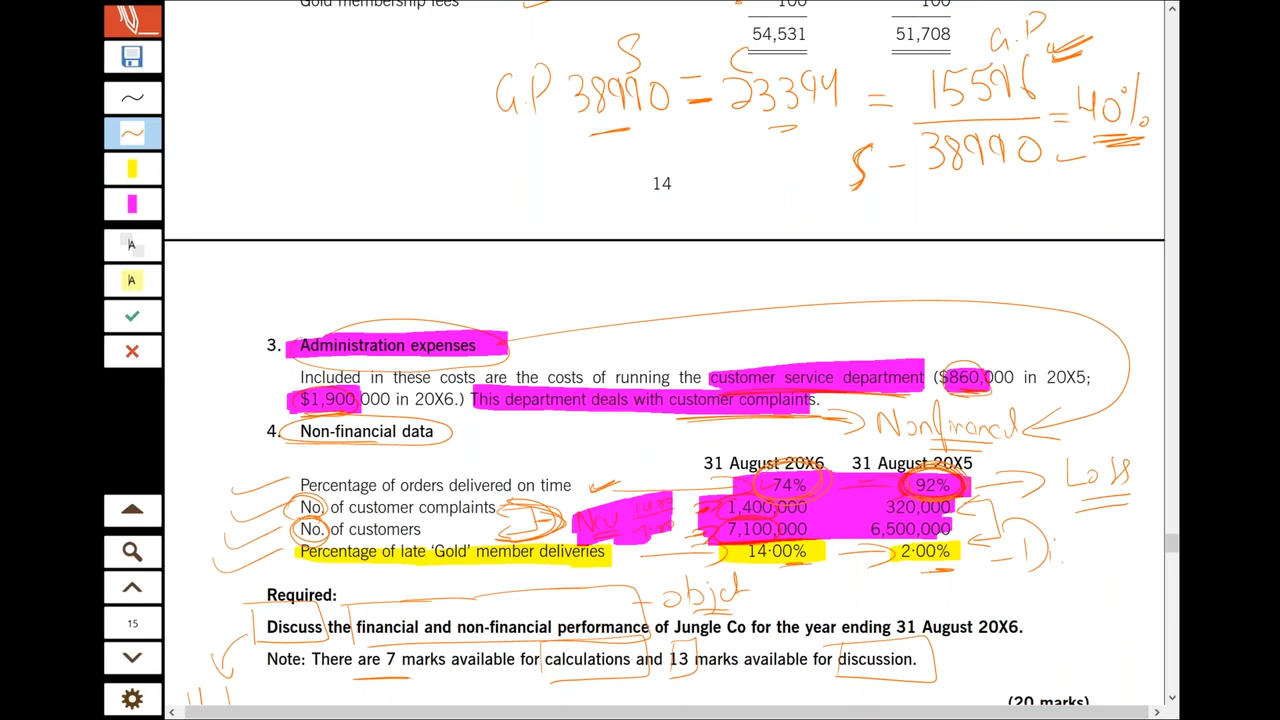 Gold membership fees 100 100
54,531 51,708
G.P
S C
G.P 38990 = 23394 = 15596 = 40%
S - 38990
14
3. Administration expenses
Included in these costs are the costs of running the customer service department ($860,000 in 20X5;
$1,900,000 in 20X6.) This department deals with customer complaints.
Nonfinancal
4. Non-financial data
31 August 20X6 31 August 20X5
Percentage of orders delivered on time 74% 92%
Loss
No. of customer complaints 1,400,000 320,000
No. of customers 7,100,000 6,500,000
Percentage of late ‘Gold’ member deliveries 14·00% 2·00%
Required:
objct
Discuss the financial and non-financial performance of Jungle Co for the year ending 31 August 20X6.
Note: There are 7 marks available for calculations and 13 marks available for discussion.
(20 marks)
15